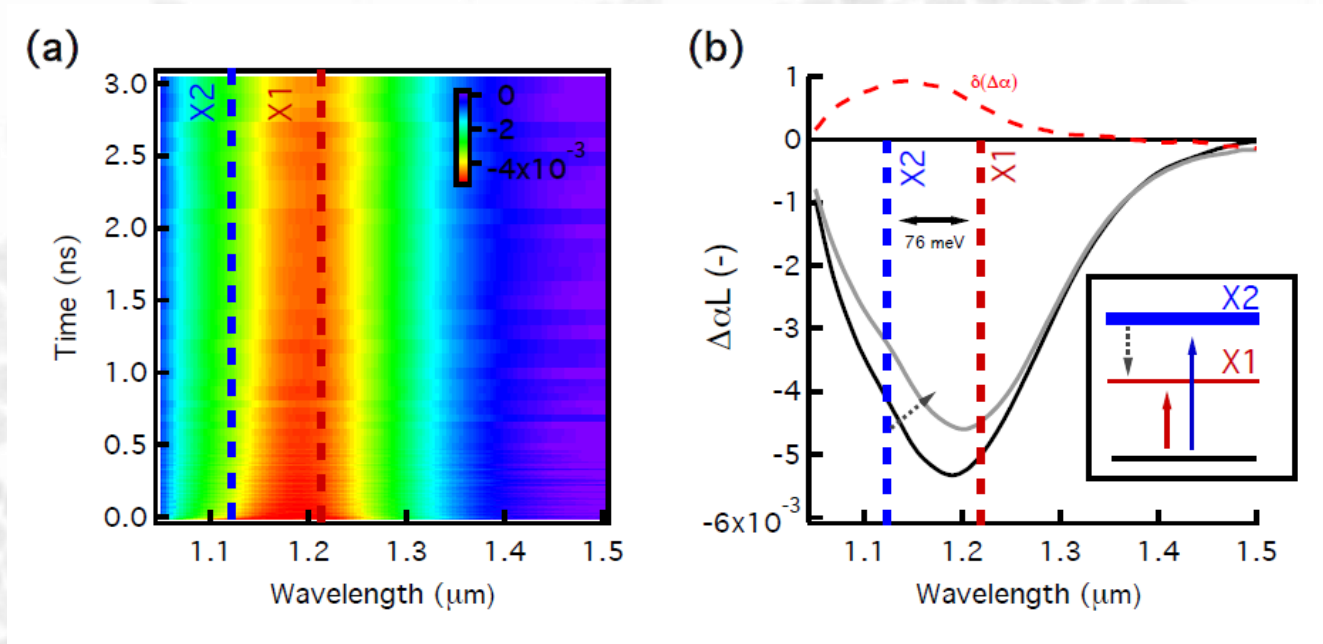 (a)
X2
X1
0
-2
-4x10⁻³
3.0
2.5
2.0
1.5
1.0
0.5
0.0
Time (ns)
1.1 1.2 1.3 1.4 1.5
Wavelength (μm)
(b)
δ(Δα)
1
0
-1
-2
-3
-4
-5
-6x10⁻³
ΔαL (-)
X2
X1
76 meV
X2
X1
1.1 1.2 1.3 1.4 1.5
Wavelength (μm)